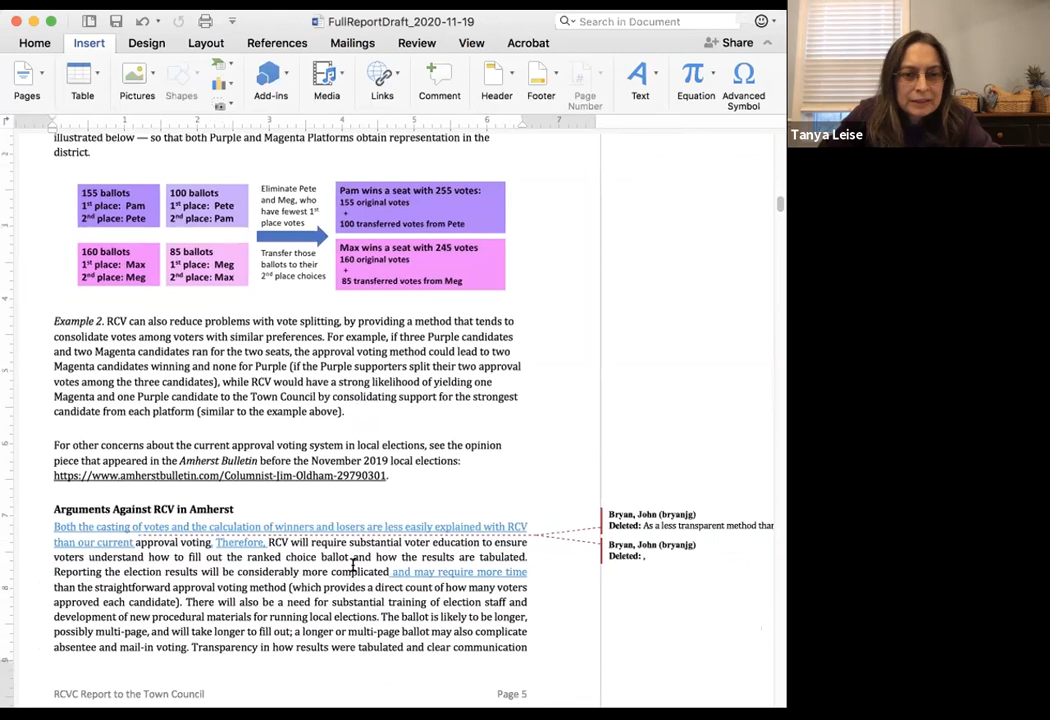 FullReportDraft_2020-11-19
Search in Document
Home Insert Design Layout References Mailings Review View Acrobat Share
Pages Table Pictures Shapes Add-ins Media Links Comment Header Footer Page Number Text Equation Advanced Symbol
Tanya Leise
1 2 3 4 5 6 7
illustrated below — so that both Purple and Magenta Platforms obtain representation in the
district.
155 ballots
1st place: Pam
2nd place: Pete
100 ballots
1st place: Pete
2nd place: Pam
Eliminate Pete
and Meg, who
have fewest 1st
place votes
Pam wins a seat with 255 votes:
155 original votes
+
100 transferred votes from Pete
160 ballots
1st place: Max
2nd place: Meg
85 ballots
1st place: Meg
2nd place: Max
Transfer those
ballots to their
2nd place choices
Max wins a seat with 245 votes
160 original votes
+
85 transferred votes from Meg
Example 2. RCV can also reduce problems with vote splitting, by providing a method that tends to
consolidate votes among voters with similar preferences. For example, if three Purple candidates
and two Magenta candidates ran for the two seats, the approval voting method could lead to two
Magenta candidates winning and none for Purple (if the Purple supporters split their two approval
votes among the three candidates), while RCV would have a strong likelihood of yielding one
Magenta and one Purple candidate to the Town Council by consolidating support for the strongest
candidate from each platform (similar to the example above).
For other concerns about the current approval voting system in local elections, see the opinion
piece that appeared in the Amherst Bulletin before the November 2019 local elections:
https://www.amherstbulletin.com/Columnist-Jim-Oldham-29790301.
Arguments Against RCV in Amherst
Both the casting of votes and the calculation of winners and losers are less easily explained with RCV
than our current approval voting. Therefore, RCV will require substantial voter education to ensure
voters understand how to fill out the ranked choice ballot and how the results are tabulated.
Reporting the election results will be considerably more complicated and may require more time
than the straightforward approval voting method (which provides a direct count of how many voters
approved each candidate). There will also be a need for substantial training of election staff and
development of new procedural materials for running local elections. The ballot is likely to be longer,
possibly multi-page, and will take longer to fill out; a longer or multi-page ballot may also complicate
absentee and mail-in voting. Transparency in how results were tabulated and clear communication
Bryan, John (bryanjg)
Deleted: As a less transparent method than
Bryan, John (bryanjg)
Deleted: ,
RCVC Report to the Town Council Page 5